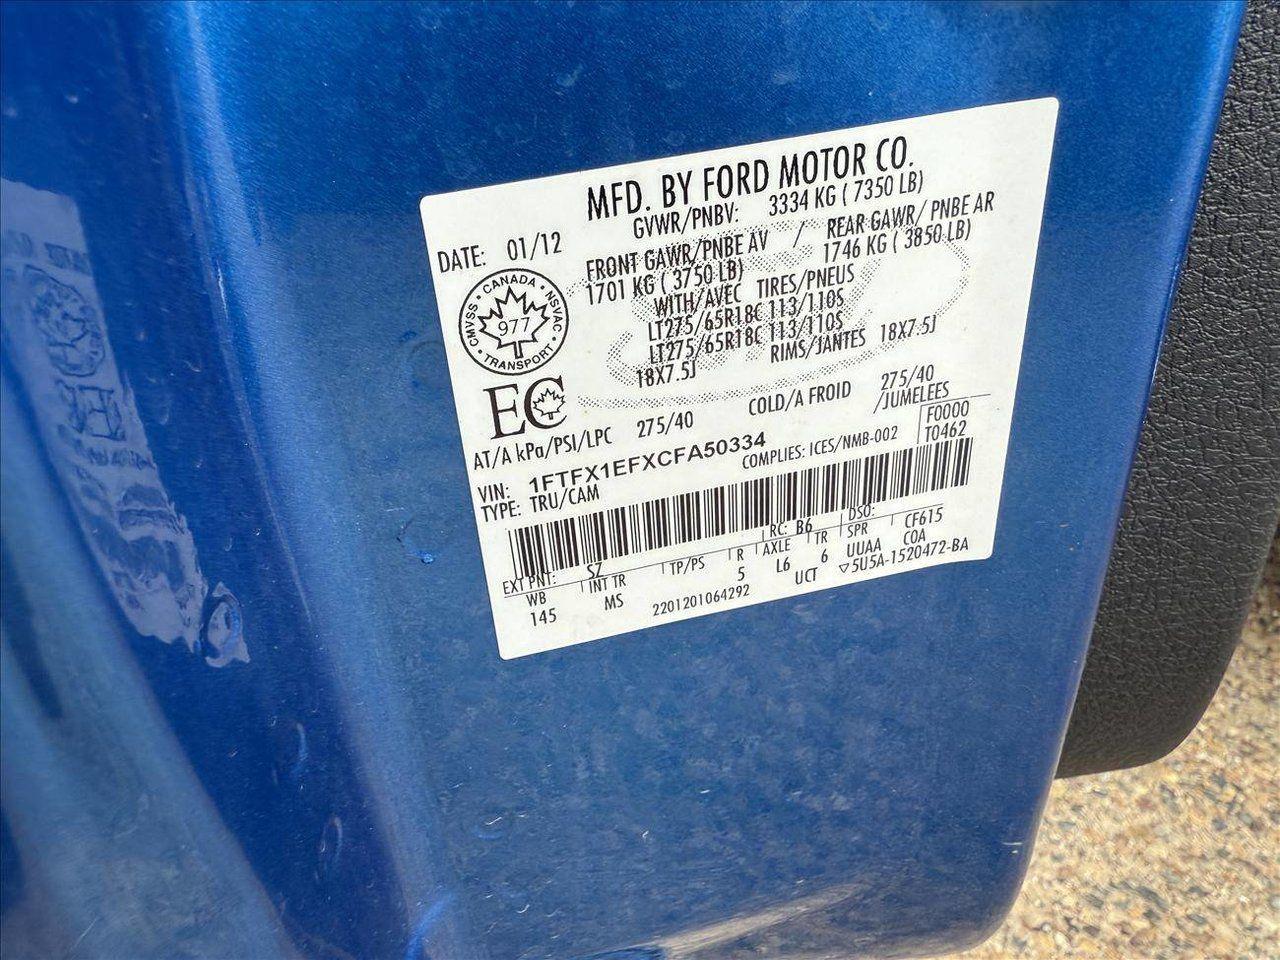 MFD. BY FORD MOTOR CO.
DATE: 01/12
GVWR/PNBV: 3334 KG ( 7350 LB)
FRONT GAWR/PNBE AV / REAR GAWR/ PNBE AR
1701 KG ( 3750 LB) 1746 KG ( 3850 LB)
WITH/AVEC TIRES/PNEUS
LT275/65R18C 113/110S
LT275/65R18C 113/110S
18X7.5J RIMS/JANTES 18X7.5J
CMVSS · CANADA · NSVAC · TRANSPORT ·
977
EC
AT/A kPa/PSI/LPC 275/40 COLD/A FROID 275/40
/JUMELEES
VIN: 1FTFX1EFXCFA50334 COMPLIES: ICES/NMB-002
F0000
T0462
TYPE: TRU/CAM
EXT PNT: SZ RC: B6 DSO: CF615
WB INT TR TP/PS R AXLE TR SPR COA
145 MS 5 L6 6 UUAA
2201201064292 UCT ▽5U5A-1520472-BA